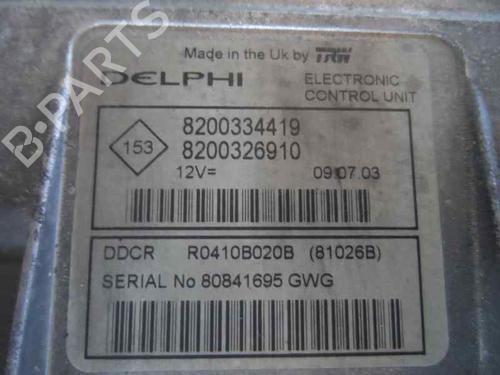 B-PARTS
Made in the Uk by TRW
DELPHI
ELECTRONIC
CONTROL UNIT
153
8200334419
8200326910
12V=
09.07.03
DDCR R0410B020B (81026B)
SERIAL No 80841695 GWG